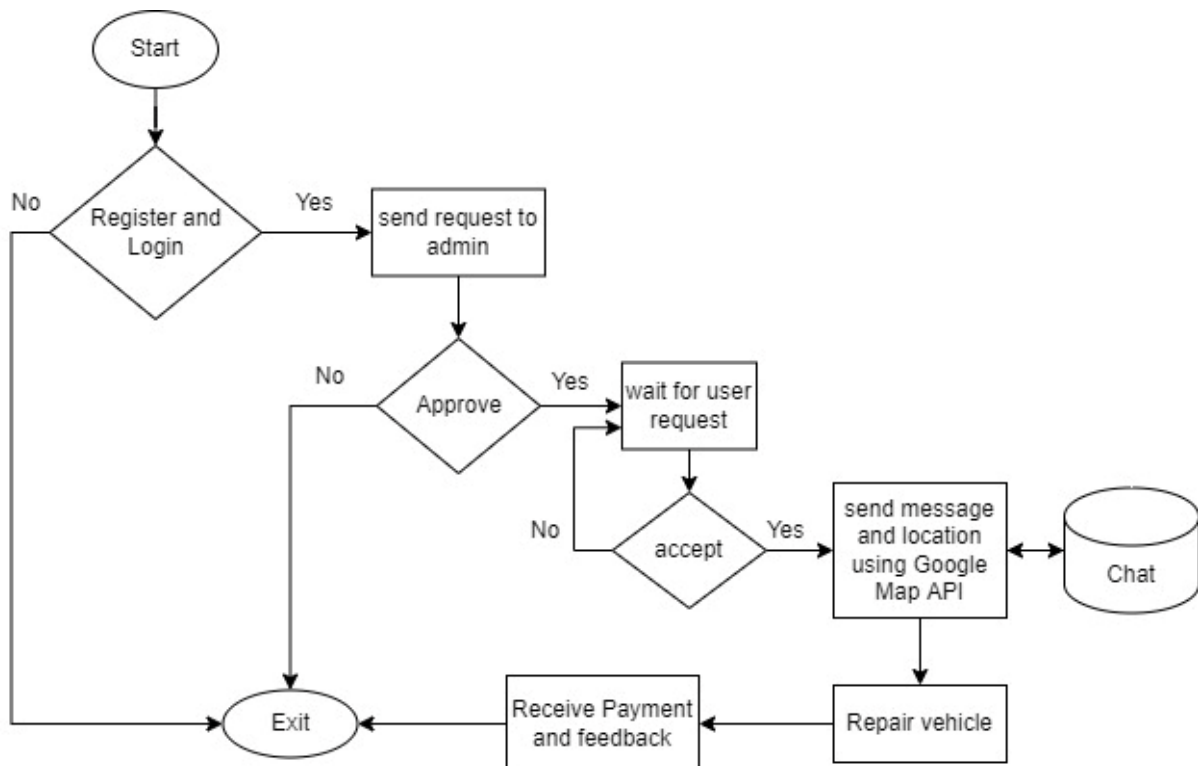 Start
No
Register and
Login
Yes
send request to
admin
No
Approve
Yes
wait for user
request
No
accept
Yes
send message
and location
using Google
Map API
Chat
Exit
Receive Payment
and feedback
Repair vehicle